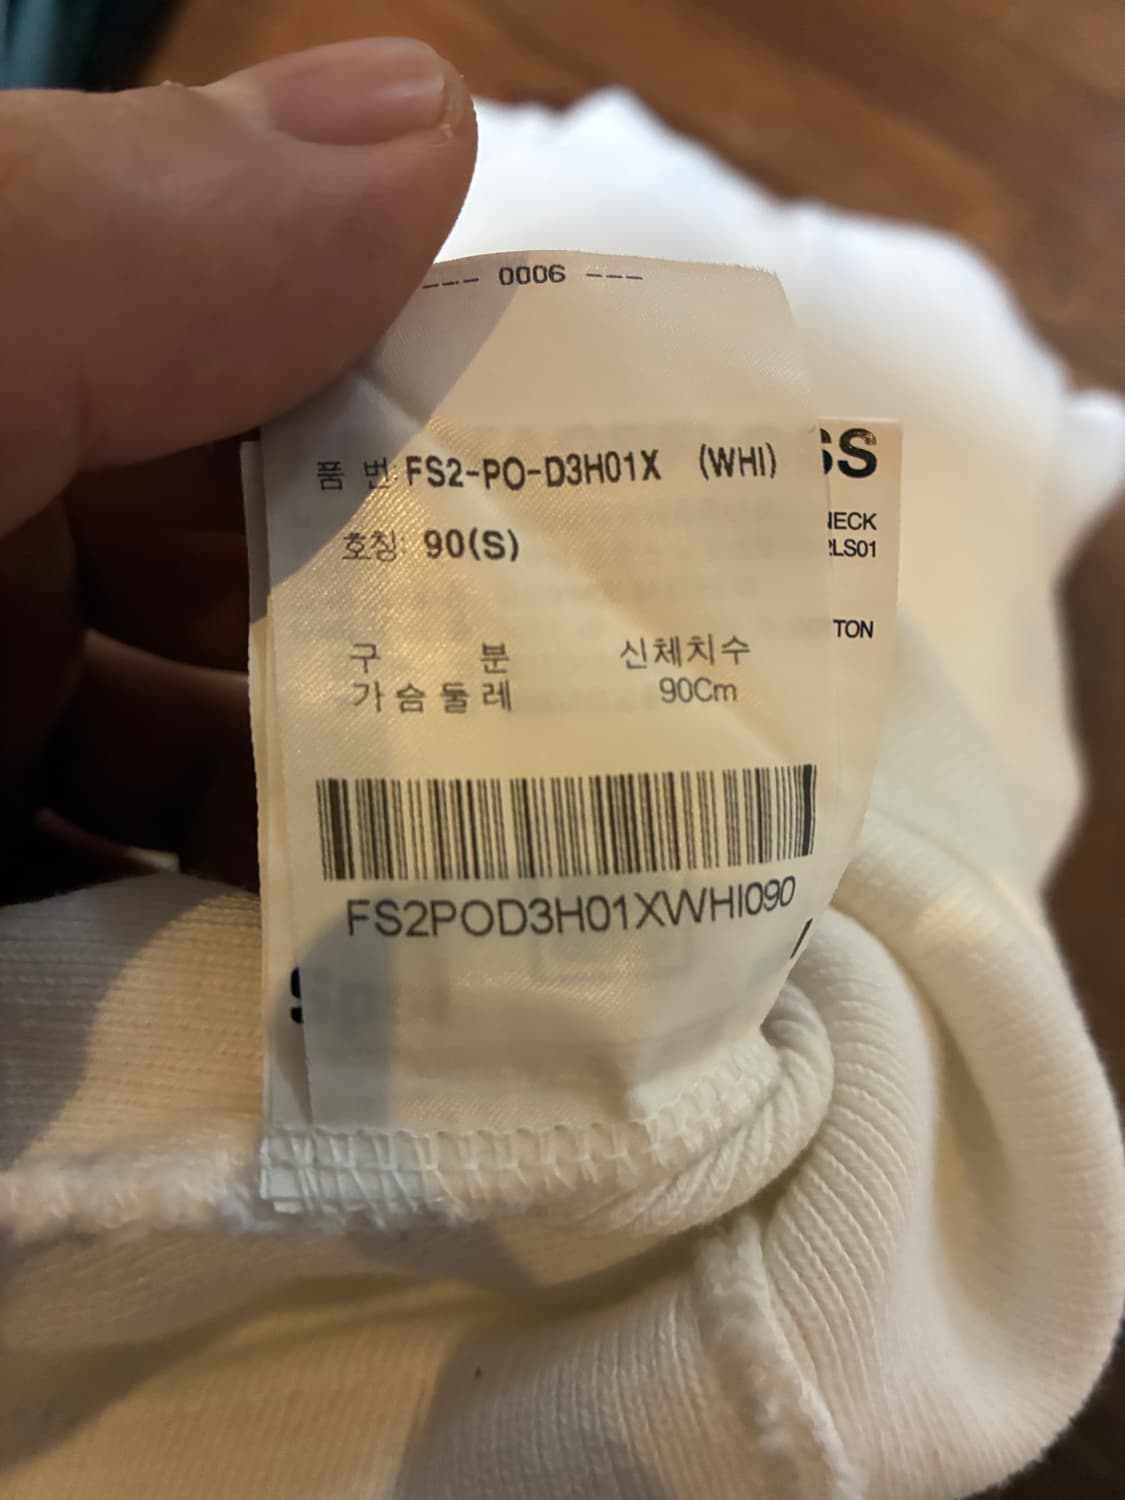 --- 0006 ---
품 번 FS2-PO-D3H01X (WHI)
호칭 90(S)
구 분 신체치수
가슴둘레 90Cm
FS2POD3H01XWHI090
SS
NECK
LS01
TON